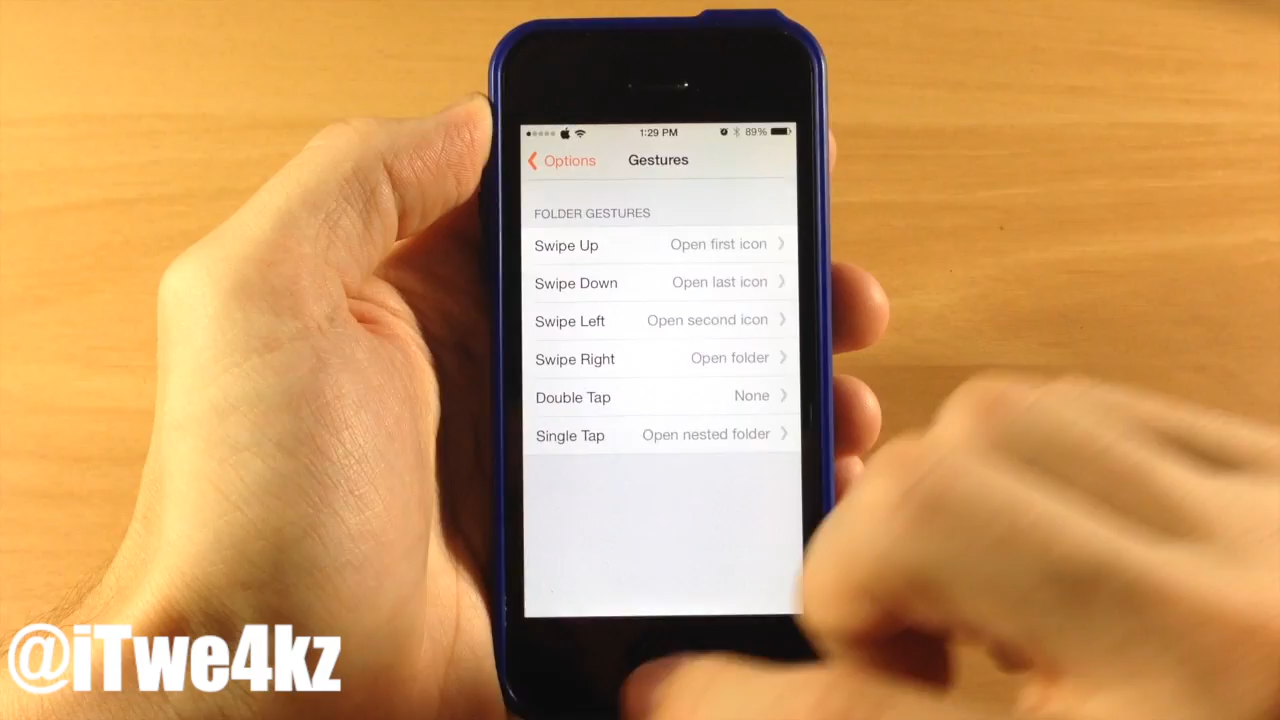 1:29 PM
89%
Options
Gestures
FOLDER GESTURES
Swipe Up Open first icon
Swipe Down Open last icon
Swipe Left Open second icon
Swipe Right Open folder
Double Tap None
Single Tap Open nested folder
@iTwe4kz